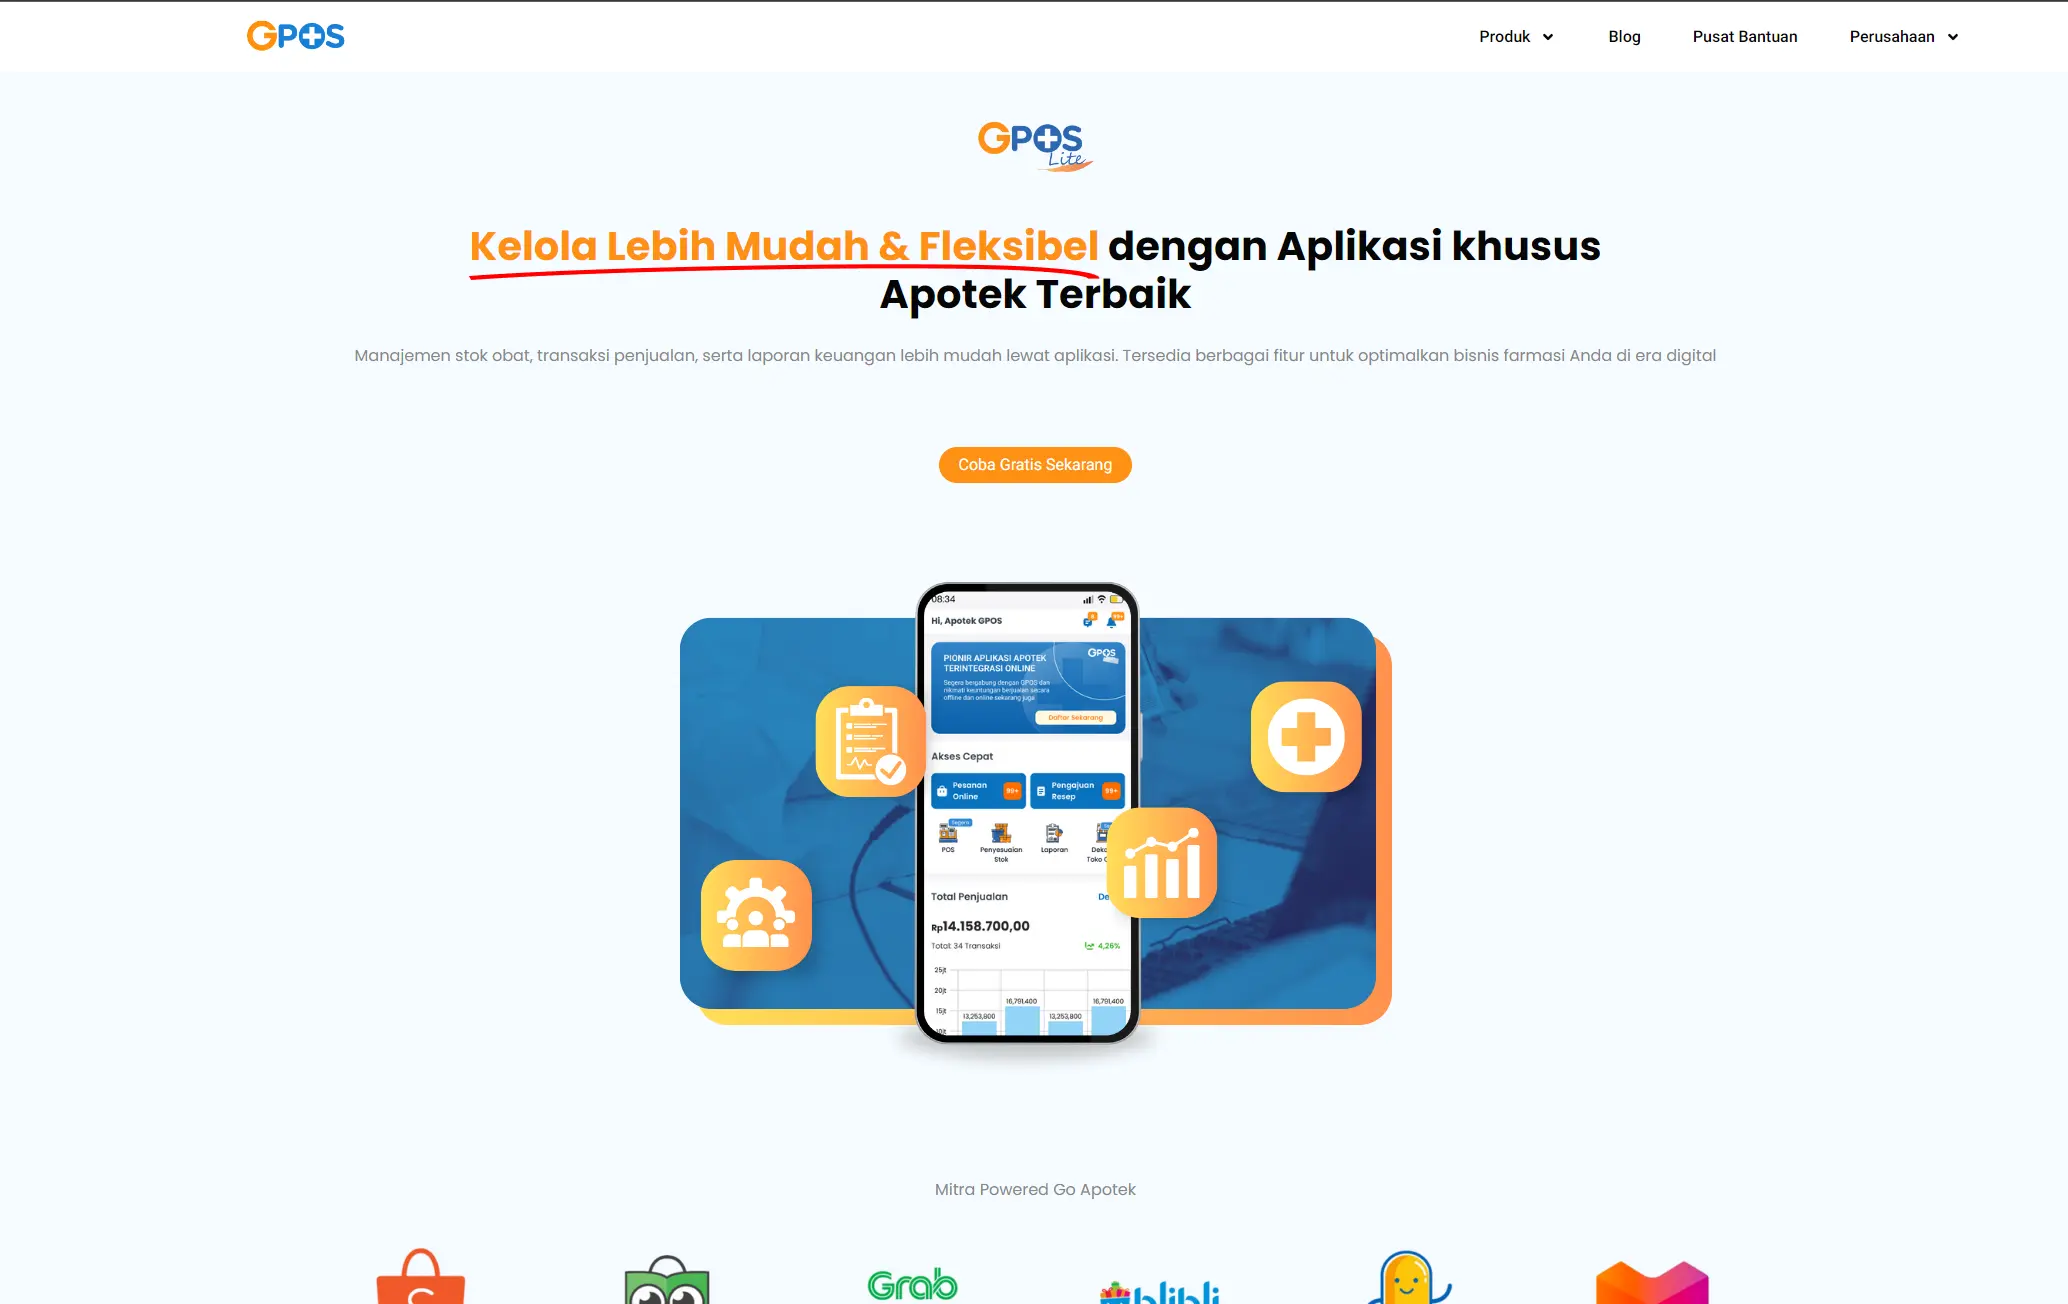 GPOS
Produk
Blog
Pusat Bantuan
Perusahaan
GPOS
Lite
Kelola Lebih Mudah & Fleksibel dengan Aplikasi khusus
Apotek Terbaik
Manajemen stok obat, transaksi penjualan, serta laporan keuangan lebih mudah lewat aplikasi. Tersedia berbagai fitur untuk optimalkan bisnis farmasi Anda di era digital
Coba Gratis Sekarang
08:34
Hi, Apotek GPOS
99+
PIONIR APLIKASI APOTEK
TERINTEGRASI ONLINE
GPOS
Segera bergabung dengan GPOS dan
nikmati keuntungan berjualan secara
offline dan online sekarang juga
Daftar Sekarang
Akses Cepat
Pesanan
Online
99+
Pengajuan
Resep
99+
Segera
POS
Penyesuaian
Stok
Laporan
Total Penjualan
Rp14.158.700,00
Total: 34 Transaksi
4,26%
25jt
20jt
15jt
10jt
13,253,800
16,791,400
13,253,800
16,791,400
Mitra Powered Go Apotek
Grab
blibli